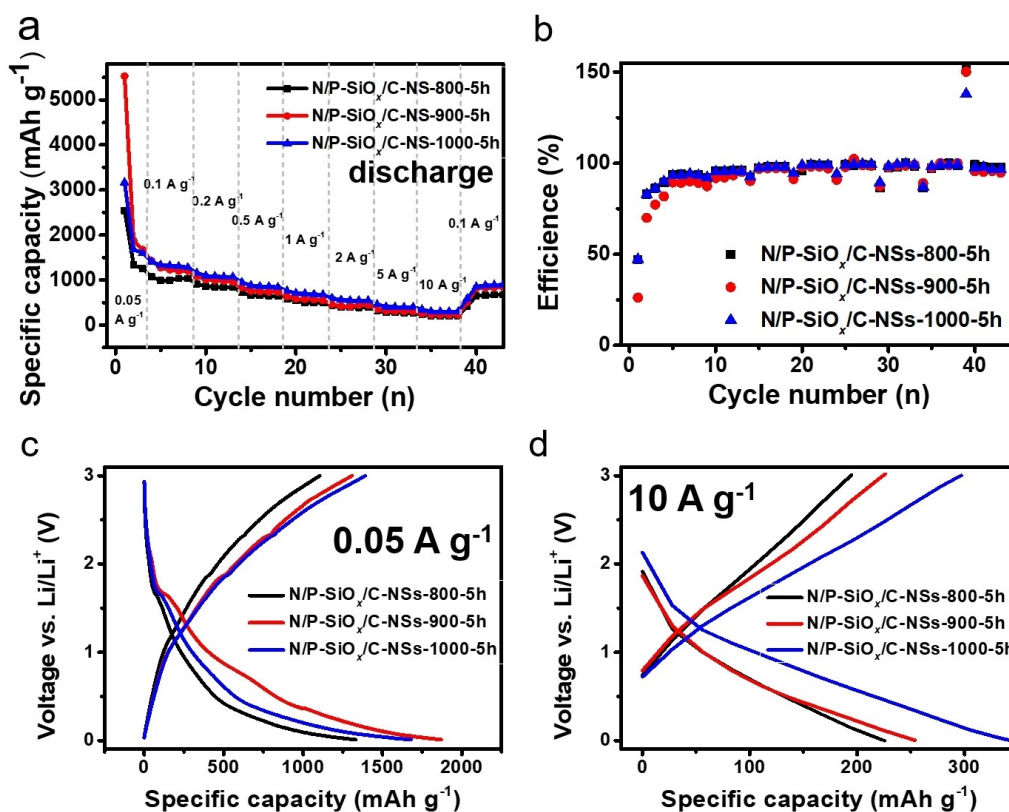 a
Specific capacity (mAh g⁻¹)
5000
4000
3000
2000
1000
0
0 10 20 30 40
Cycle number (n)
N/P-SiOₓ/C-NS-800-5h
N/P-SiOₓ/C-NS-900-5h
N/P-SiOₓ/C-NS-1000-5h
discharge
0.05
A g⁻¹
0.1 A g⁻¹
0.2 A g⁻¹
0.5 A g⁻¹
1 A g⁻¹
2 A g⁻¹
5 A g⁻¹
10 A g⁻¹
0.1 A g⁻¹
b
Efficience (%)
150
100
50
0
0 10 20 30 40
Cycle number (n)
N/P-SiOₓ/C-NSs-800-5h
N/P-SiOₓ/C-NSs-900-5h
N/P-SiOₓ/C-NSs-1000-5h
c
Voltage vs. Li/Li⁺ (V)
3
2
1
0
0 500 1000 1500 2000
Specific capacity (mAh g⁻¹)
0.05 A g⁻¹
N/P-SiOₓ/C-NSs-800-5h
N/P-SiOₓ/C-NSs-900-5h
N/P-SiOₓ/C-NSs-1000-5h
d
Voltage vs. Li/Li⁺ (V)
3
2
1
0
0 100 200 300
Specific capacity (mAh g⁻¹)
10 A g⁻¹
N/P-SiOₓ/C-NSs-800-5h
N/P-SiOₓ/C-NSs-900-5h
N/P-SiOₓ/C-NSs-1000-5h